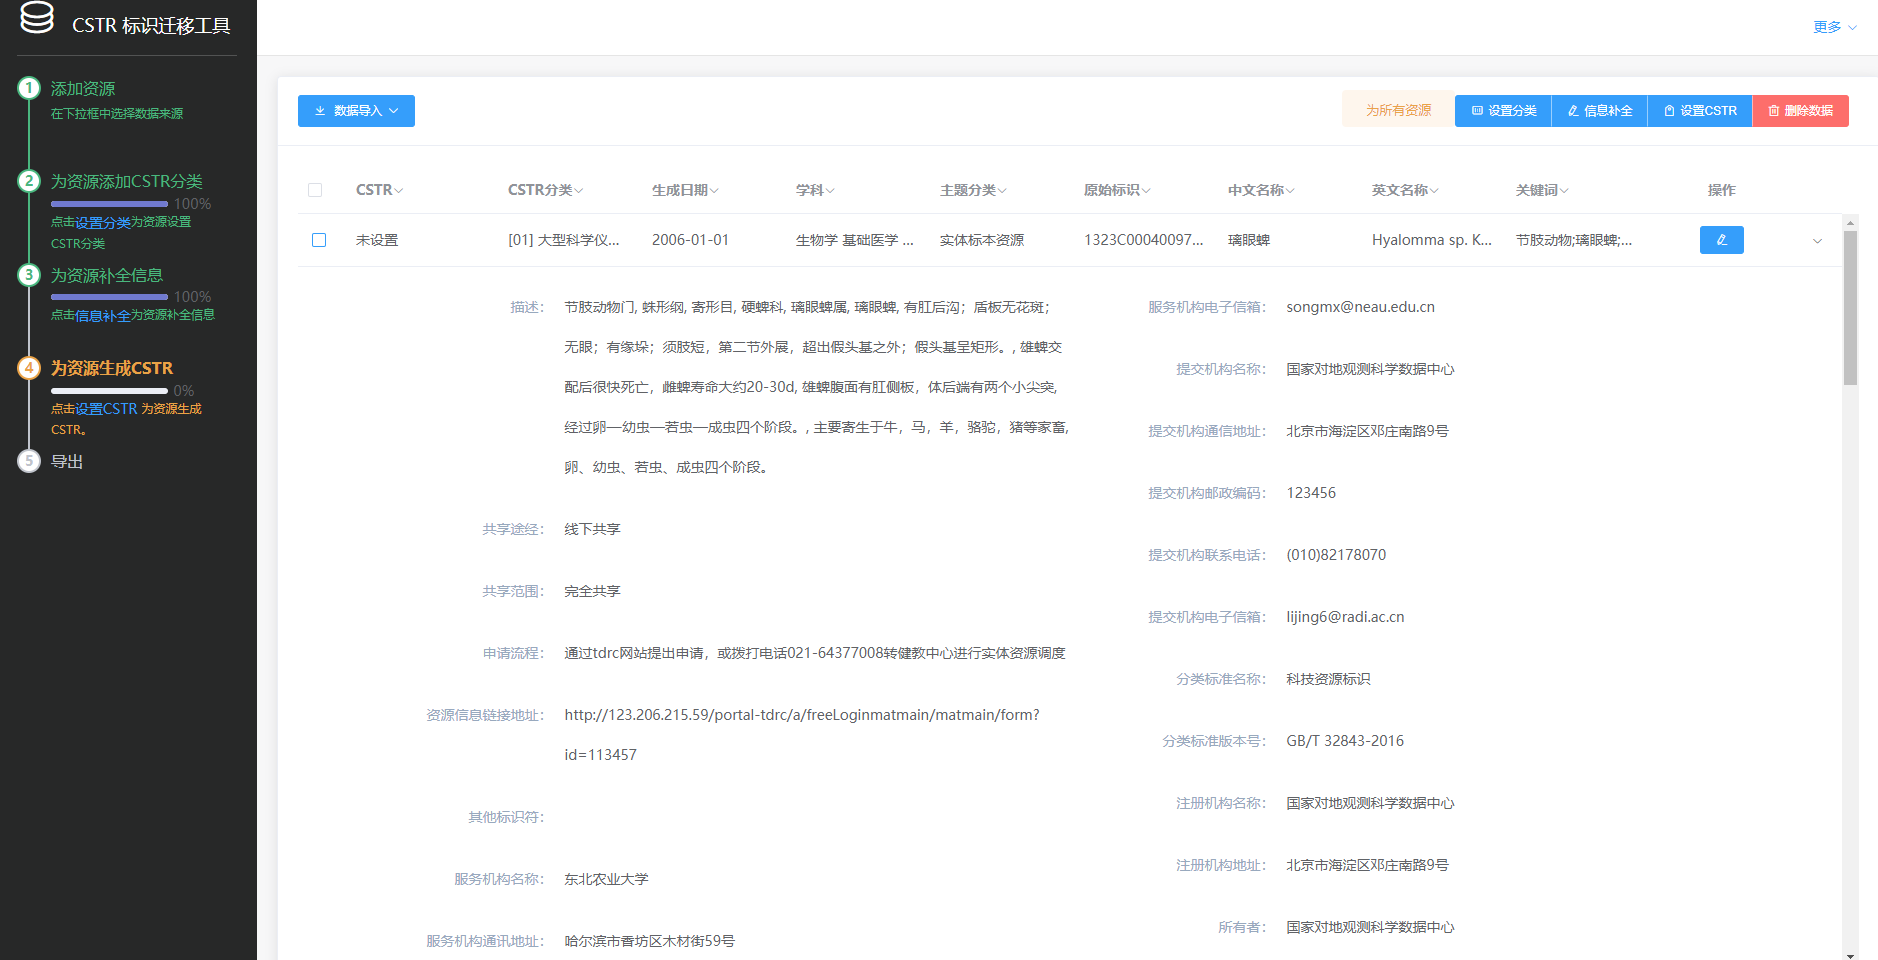 CSTR 标识迁移工具
更多
1 添加资源
在下拉框中选择数据来源
2 为资源添加CSTR分类
100%
点击设置分类为资源设置
CSTR分类
3 为资源补全信息
100%
点击信息补全为资源补全信息
4 为资源生成CSTR
0%
点击设置CSTR 为资源生成
CSTR。
5 导出
数据导入
为所有资源 设置分类 信息补全 设置CSTR 删除数据
CSTR CSTR分类 生成日期 学科 主题分类 原始标识 中文名称 英文名称 关键词 操作
未设置 [01] 大型科学仪... 2006-01-01 生物学 基础医学 ... 实体标本资源 1323C00040097... 璃眼蜱 Hyalomma sp. K... 节肢动物;璃眼蜱;...
描述： 节肢动物门, 蛛形纲, 寄形目, 硬蜱科, 璃眼蜱属, 璃眼蜱, 有肛后沟；盾板无花斑；
无眼；有缘垛；须肢短，第二节外展，超出假头基之外；假头基呈矩形。, 雄蜱交
配后很快死亡，雌蜱寿命大约20-30d, 雄蜱腹面有肛侧板，体后端有两个小尖突,
经过卵—幼虫—若虫—成虫四个阶段。, 主要寄生于牛，马，羊，骆驼，猪等家畜,
卵、幼虫、若虫、成虫四个阶段。
共享途经： 线下共享
共享范围： 完全共享
申请流程： 通过tdrc网站提出申请，或拨打电话021-64377008转健教中心进行实体资源调度
资源信息链接地址： http://123.206.215.59/portal-tdrc/a/freeLoginmatmain/matmain/form?
id=113457
其他标识符：
服务机构名称： 东北农业大学
服务机构通讯地址： 哈尔滨市香坊区木材街59号
服务机构电子信箱： songmx@neau.edu.cn
提交机构名称： 国家对地观测科学数据中心
提交机构通信地址： 北京市海淀区邓庄南路9号
提交机构邮政编码： 123456
提交机构联系电话： (010)82178070
提交机构电子信箱： lijing6@radi.ac.cn
分类标准名称： 科技资源标识
分类标准版本号： GB/T 32843-2016
注册机构名称： 国家对地观测科学数据中心
注册机构地址： 北京市海淀区邓庄南路9号
所有者： 国家对地观测科学数据中心